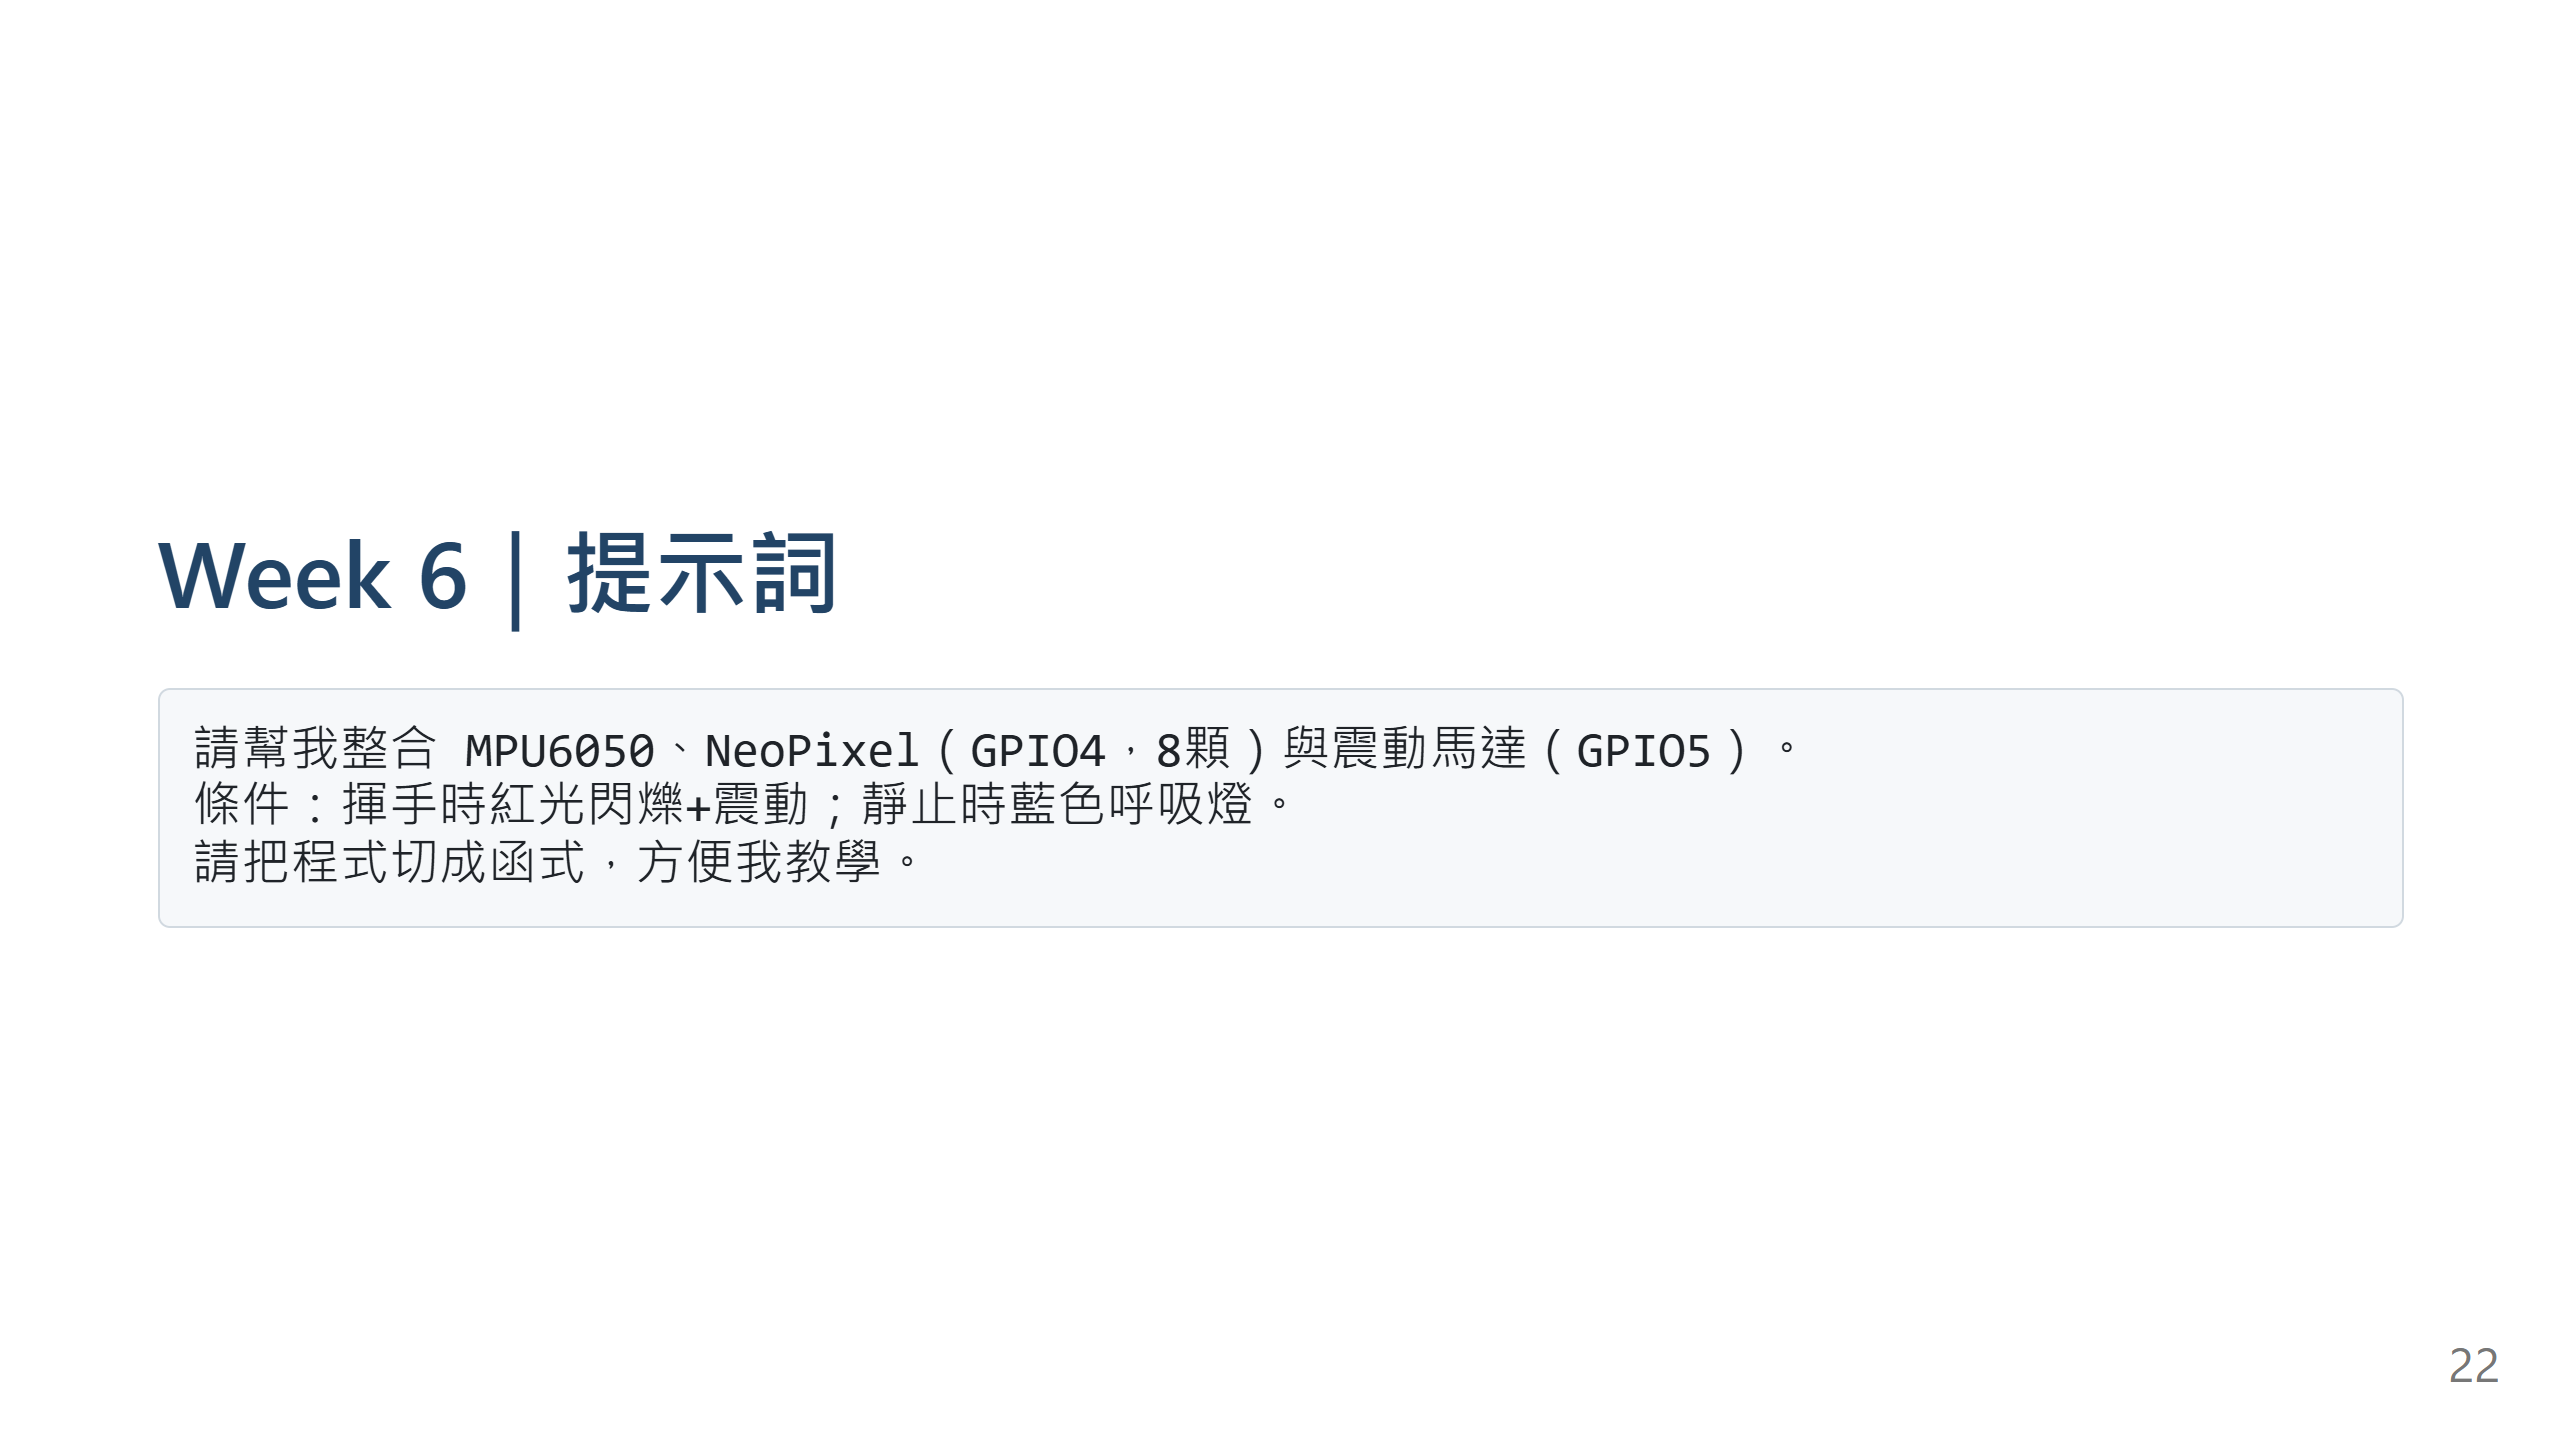 Week 6｜提示詞
請幫我整合 MPU6050、NeoPixel（GPIO4，8顆）與震動馬達（GPIO5）。
條件：揮手時紅光閃爍+震動；靜止時藍色呼吸燈。
請把程式切成函式，方便我教學。
22